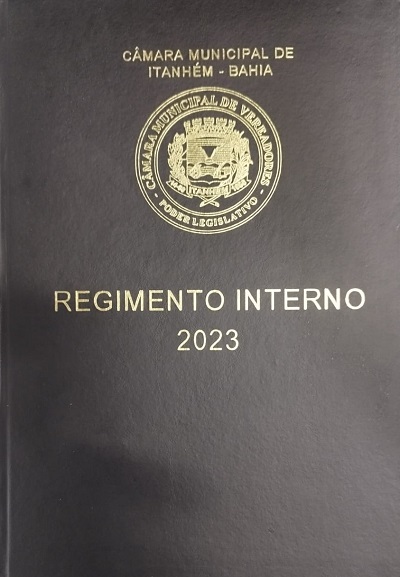 CÂMARA MUNICIPAL DE
ITANHÉM - BAHIA
CÂMARA MUNICIPAL DE VEREADORES
ITANHÉM
- PODER LEGISLATIVO -
REGIMENTO INTERNO
2023